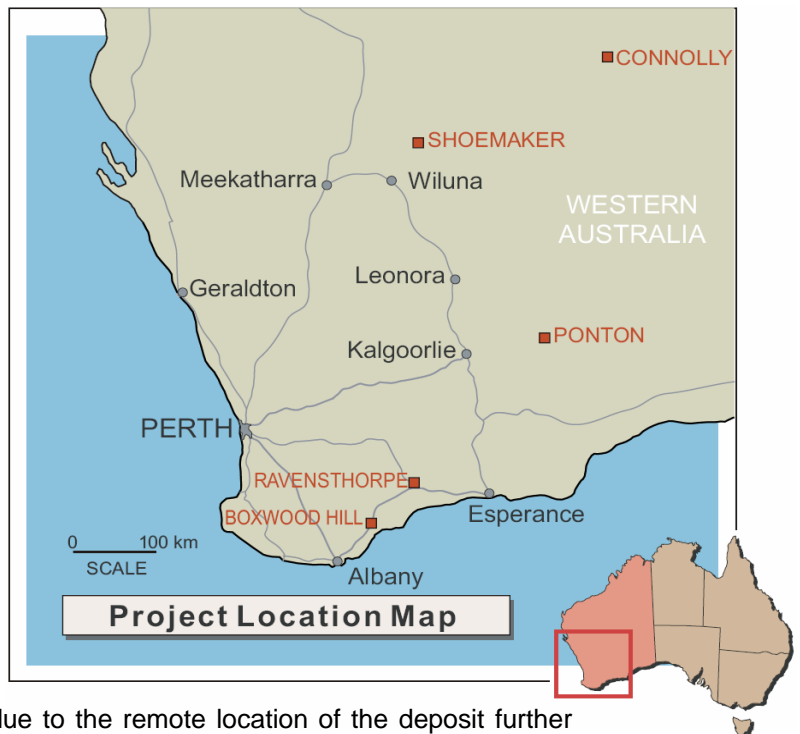 CONNOLLY
SHOEMAKER
Meekatharra
Wiluna
WESTERN
AUSTRALIA
Leonora
Geraldton
PONTON
Kalgoorlie
PERTH
RAVENSTHORPE
BOXWOOD HILL
Esperance
0 100 km
SCALE
Albany
Project Location Map
due to the remote location of the deposit further